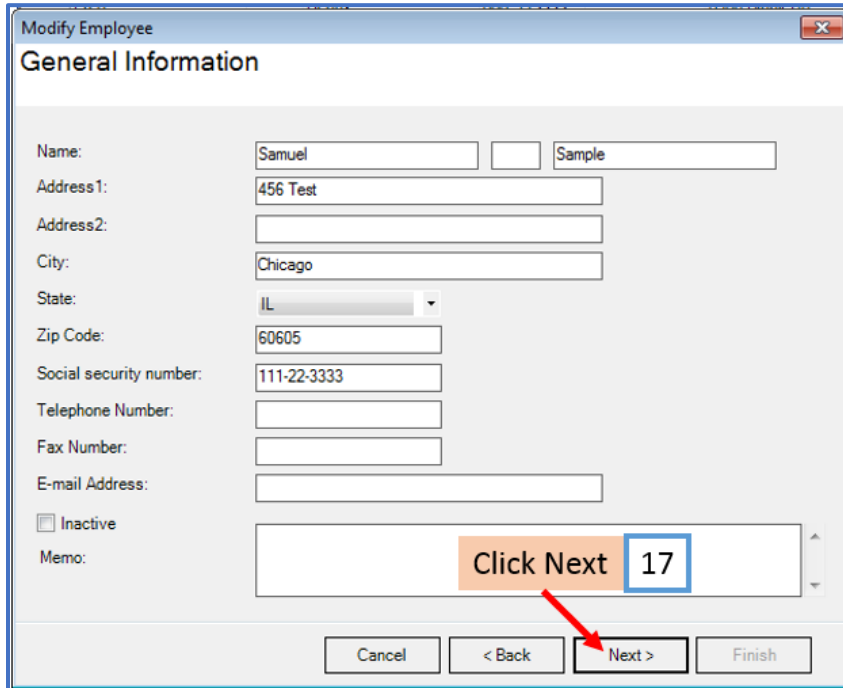 Modify Employee
General Information
Name: Samuel Sample
Address1: 456 Test
Address2:
City: Chicago
State: IL
Zip Code: 60605
Social security number: 111-22-3333
Telephone Number:
Fax Number:
E-mail Address:
Inactive
Memo:
Click Next 17
Cancel < Back Next > Finish